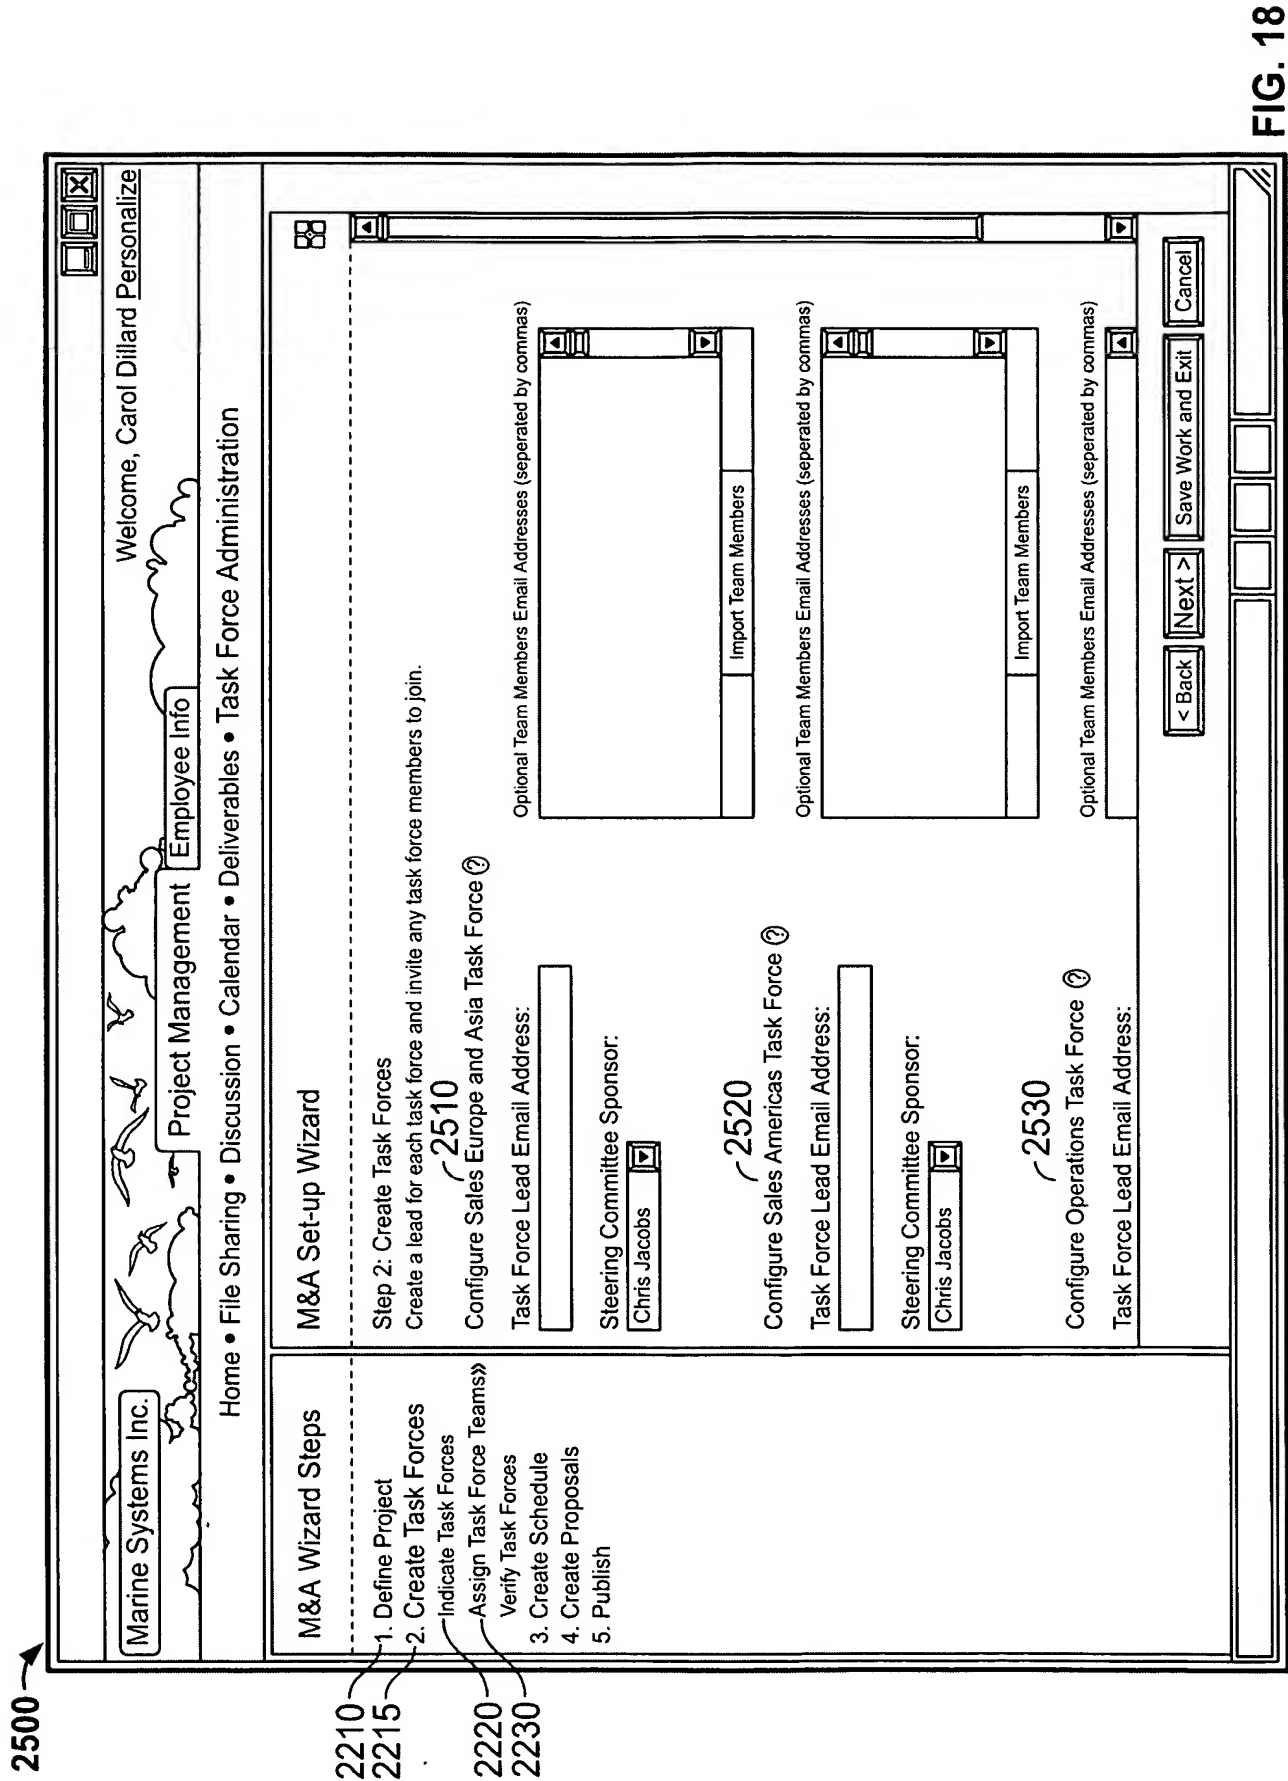 2500
Marine Systems Inc.
Welcome, Carol Dillard Personalize
Project Management
Employee Info
Home • File Sharing • Discussion • Calendar • Deliverables • Task Force Administration
M&A Wizard Steps
2210
1. Define Project
2215
2. Create Task Forces
2220
Indicate Task Forces
2230
Assign Task Force Teams»
Verify Task Forces
3. Create Schedule
4. Create Proposals
5. Publish
M&A Set-up Wizard
Step 2: Create Task Forces
Create a lead for each task force and invite any task force members to join.
2510
Configure Sales Europe and Asia Task Force ?
Task Force Lead Email Address:
Optional Team Members Email Addresses (seperated by commas)
Steering Committee Sponsor:
Chris Jacobs
Import Team Members
2520
Configure Sales Americas Task Force ?
Task Force Lead Email Address:
Optional Team Members Email Addresses (seperated by commas)
Steering Committee Sponsor:
Chris Jacobs
Import Team Members
2530
Configure Operations Task Force ?
Task Force Lead Email Address:
Optional Team Members Email Addresses (seperated by commas)
< Back
Next >
Save Work and Exit
Cancel
FIG. 18